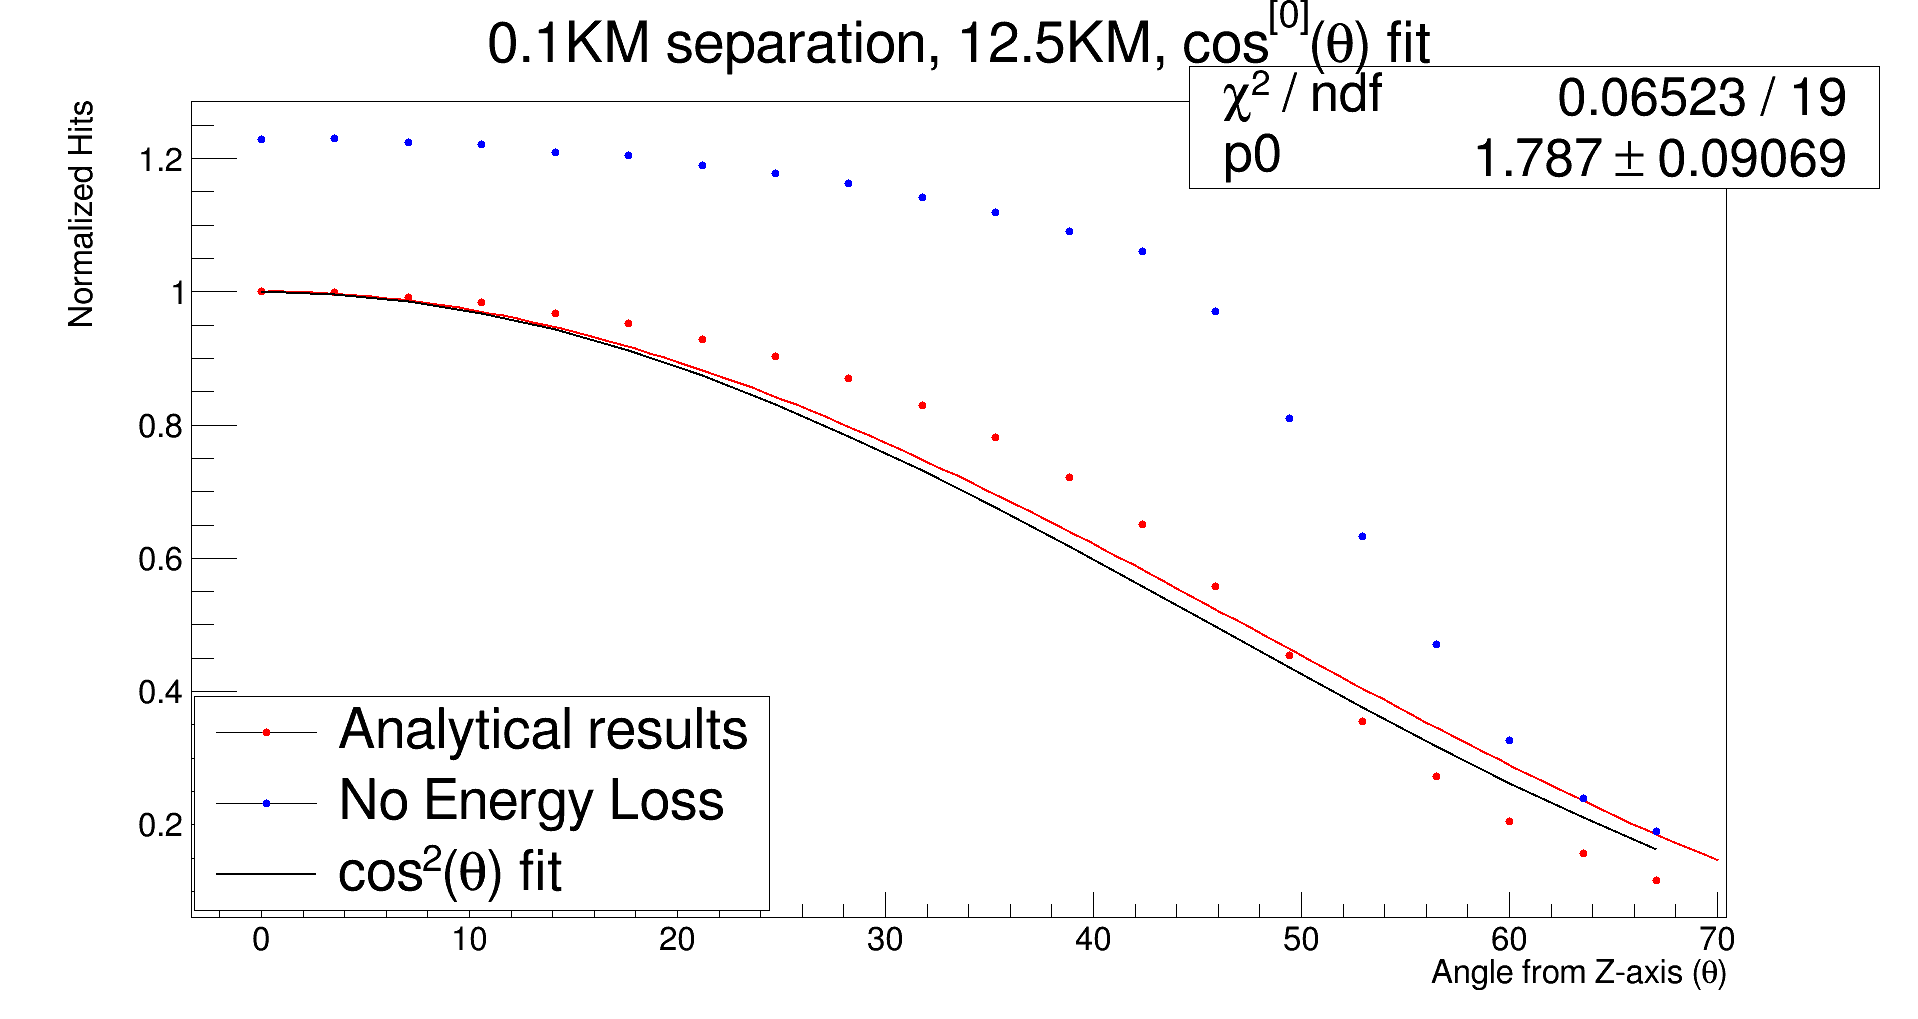 0.1KM separation, 12.5KM, cos[0](θ) fit
χ² / ndf 0.06523 / 19
p0 1.787 ± 0.09069
Normalized Hits
1.2
1
0.8
0.6
0.4
0.2
Analytical results
No Energy Loss
cos²(θ) fit
0 10 20 30 40 50 60 70
Angle from Z-axis (θ)